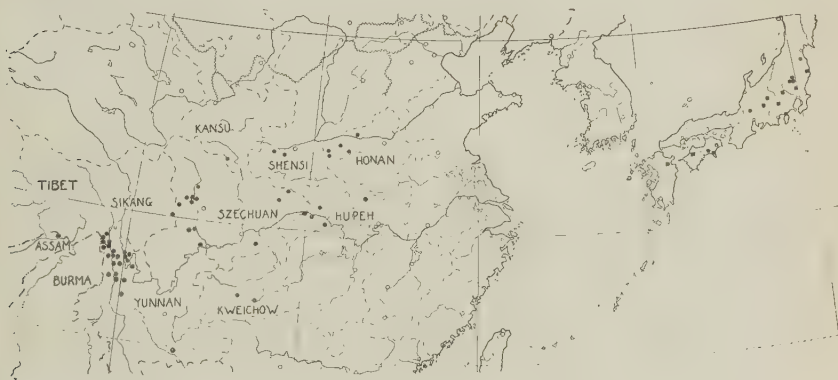 KANSU
SHENSI
HONAN
TIBET
SIKANG
SZECHUAN
HUPEH
ASSAM
BURMA
YUNNAN
KWEICHOW